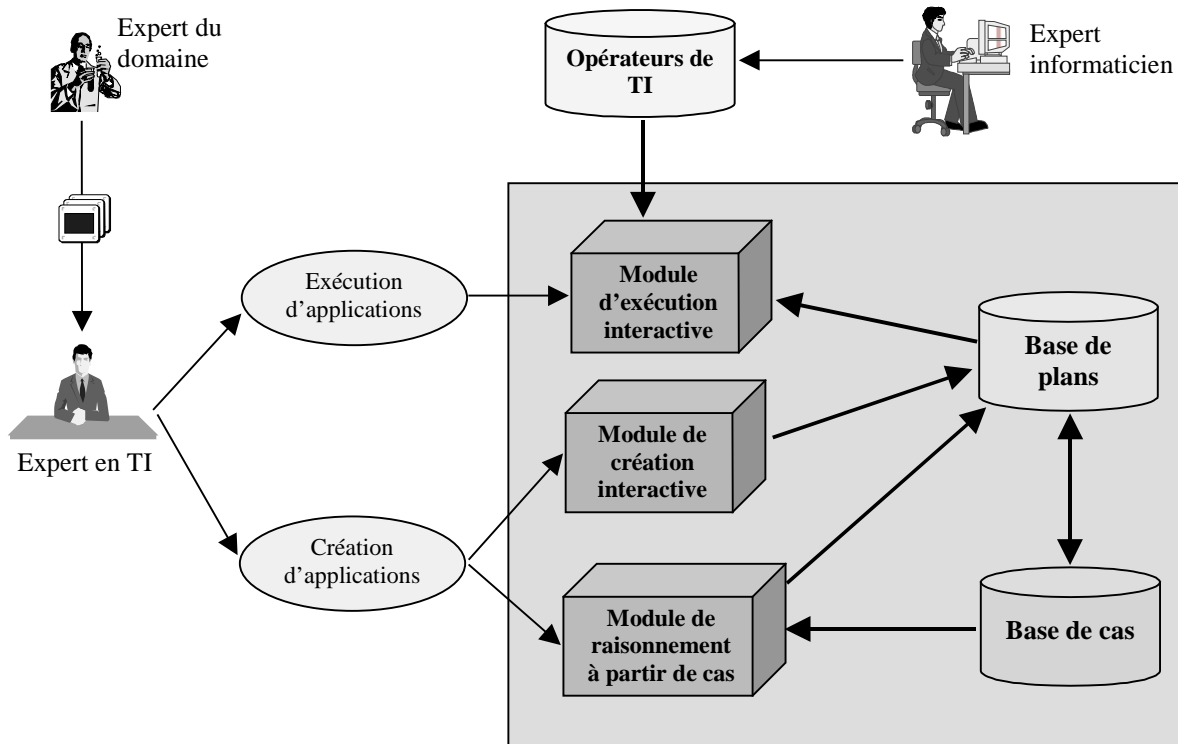 Expert du
domaine
Opérateurs de
TI
Expert
informaticien
Exécution
d’applications
Module
d’exécution
interactive
Base de
plans
Expert en TI
Module de
création
interactive
Création
d’applications
Module de
raisonnement
à partir de cas
Base de cas